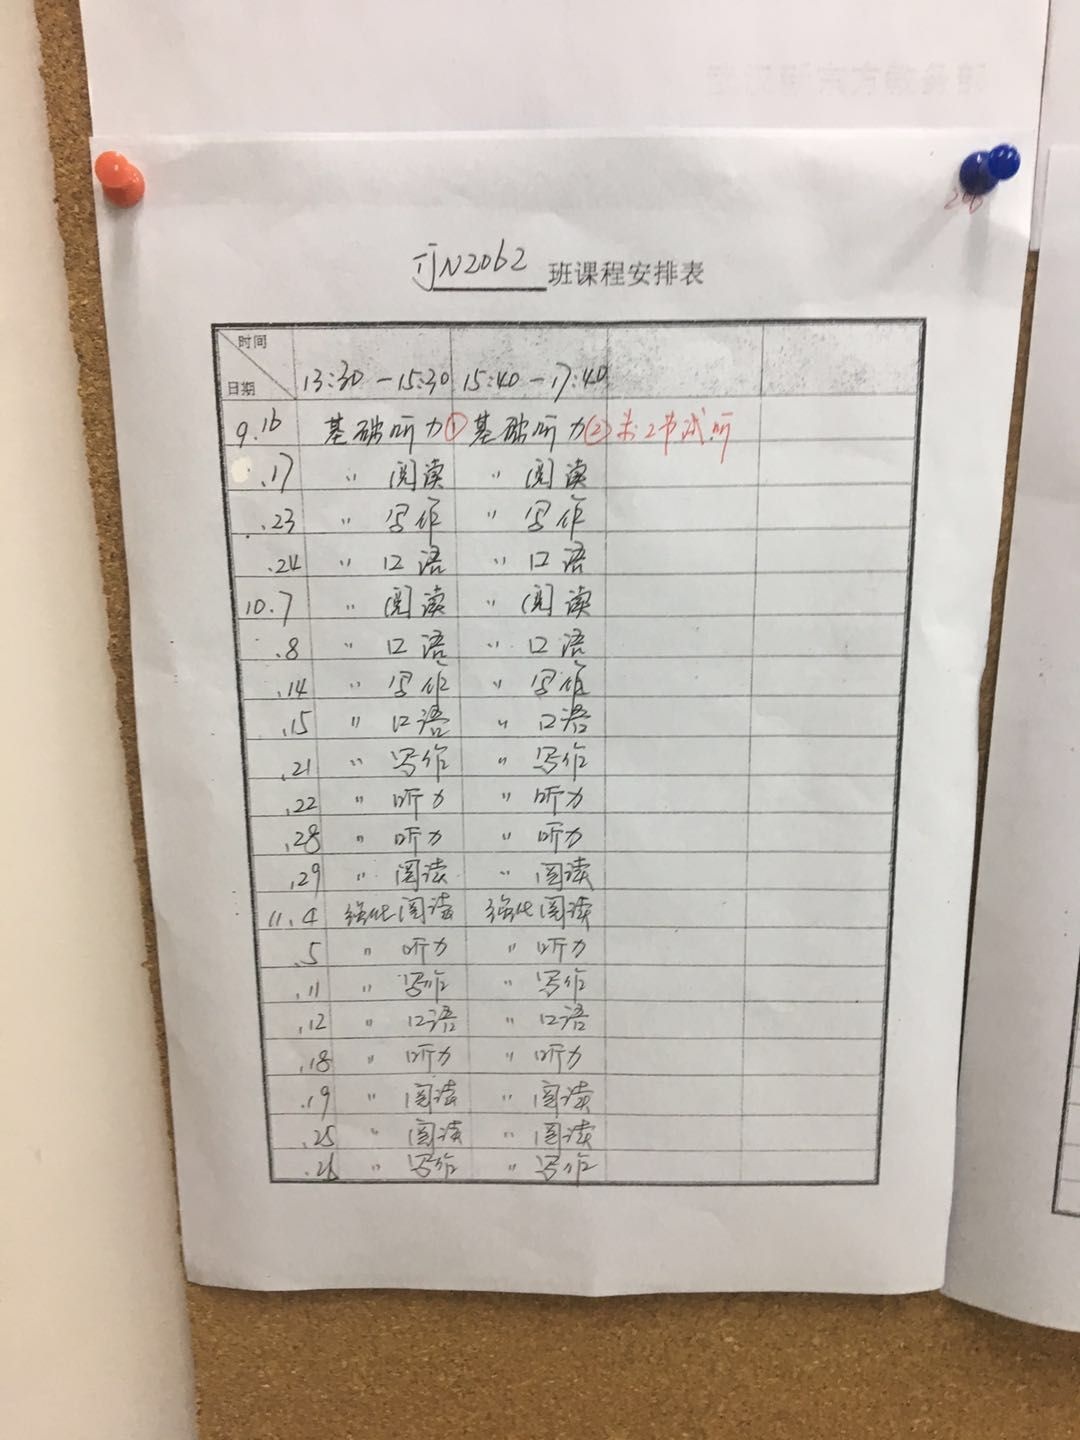 206
N2062 班课程安排表
时间
日期 13:30-15:30 15:40-17:40
9.16 基础听力① 基础听力② 共2节试听
.17 〃 阅读 〃 阅读
.23 〃 写作 〃 写作
.24 〃 口语 〃 口语
10.7 〃 阅读 〃 阅读
.8 〃 口语 〃 口语
.14 〃 写作 〃 写作
.15 〃 口语 〃 口语
.21 〃 写作 〃 写作
.22 〃 听力 〃 听力
.28 〃 听力 〃 听力
.29 〃 阅读 〃 阅读
11.4 强化阅读 强化阅读
.5 〃 听力 〃 听力
.11 〃 写作 〃 写作
.12 〃 口语 〃 口语
.18 〃 听力 〃 听力
.19 〃 阅读 〃 阅读
.25 〃 阅读 〃 阅读
.26 〃 写作 〃 写作